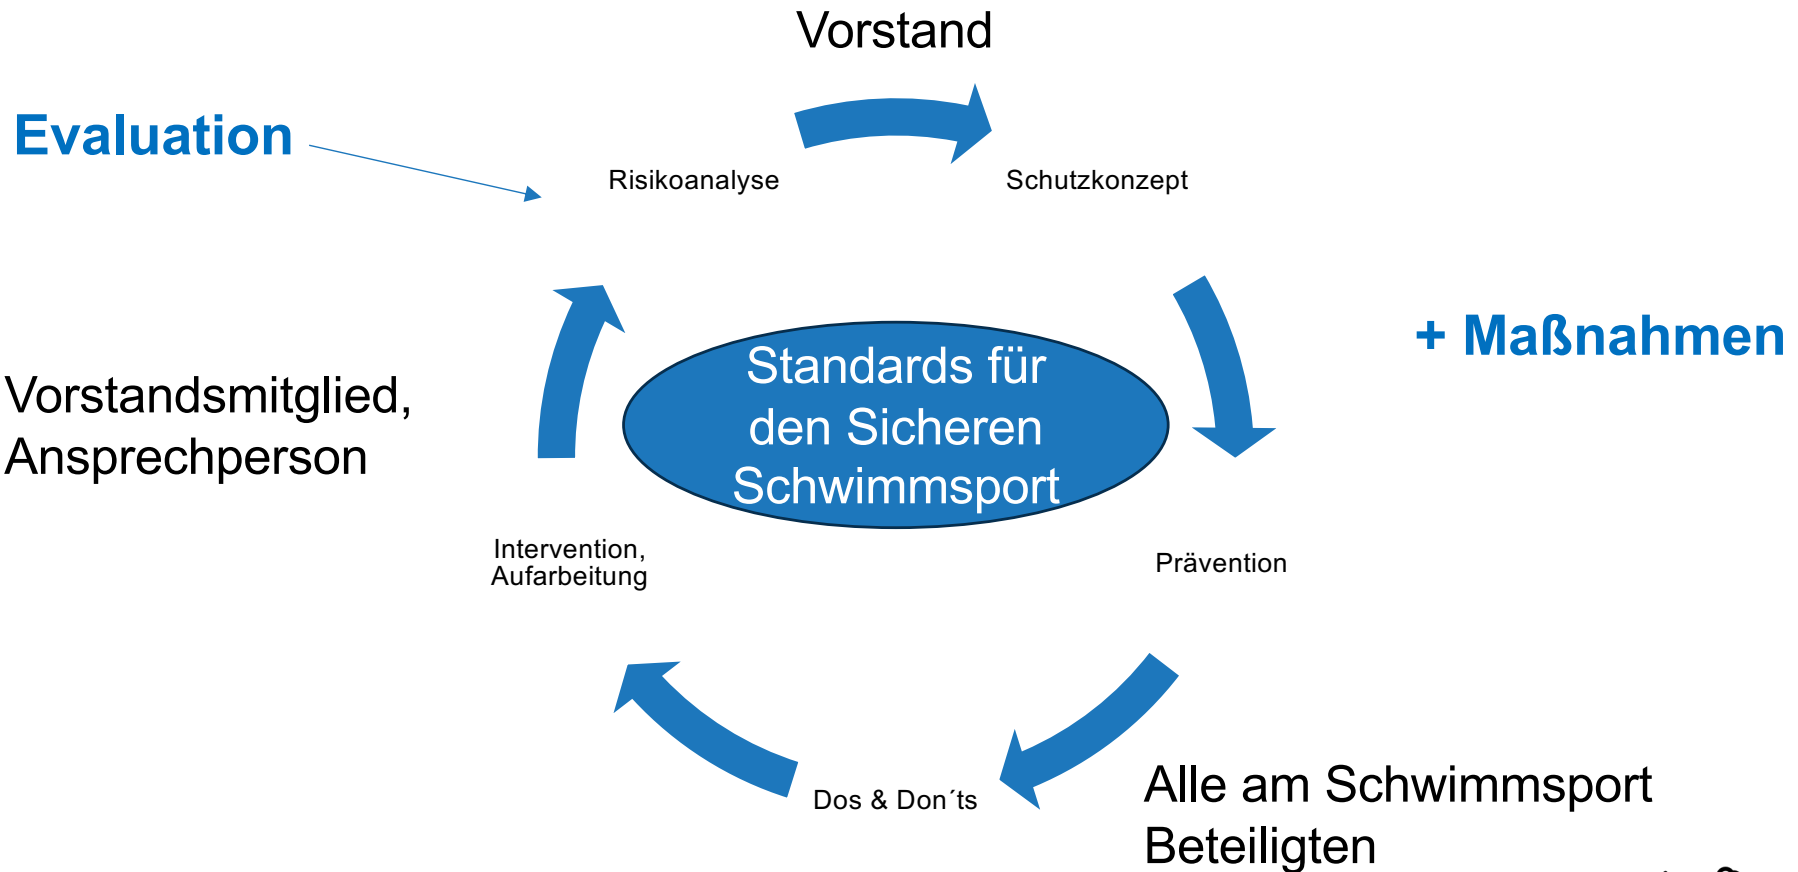 Vorstand
Evaluation
Risikoanalyse
Schutzkonzept
+ Maßnahmen
Standards für
den Sicheren
Schwimmsport
Vorstandsmitglied,
Ansprechperson
Intervention,
Aufarbeitung
Prävention
Dos & Don´ts
Alle am Schwimmsport
Beteiligten